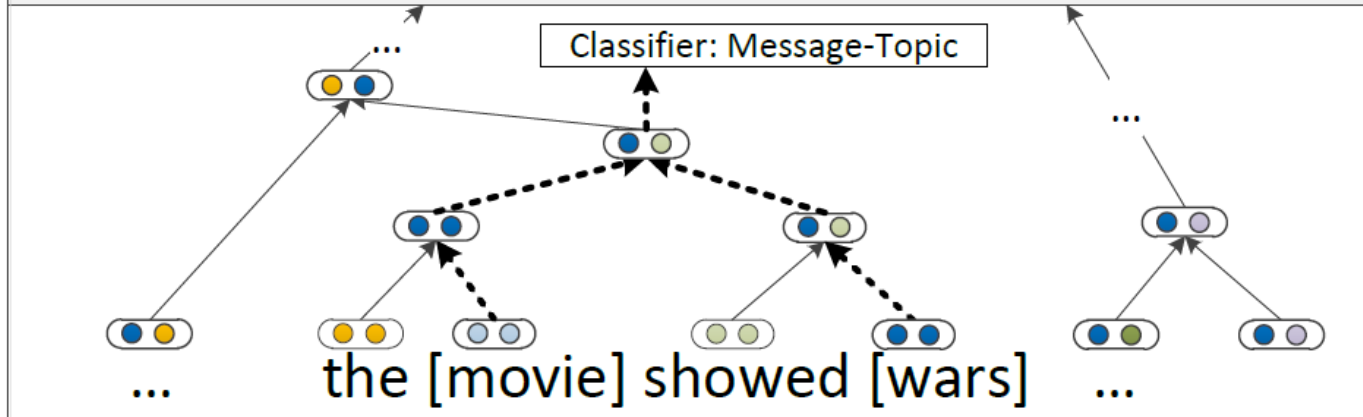 ...
Classifier: Message-Topic
...
the [movie] showed [wars]
... ...